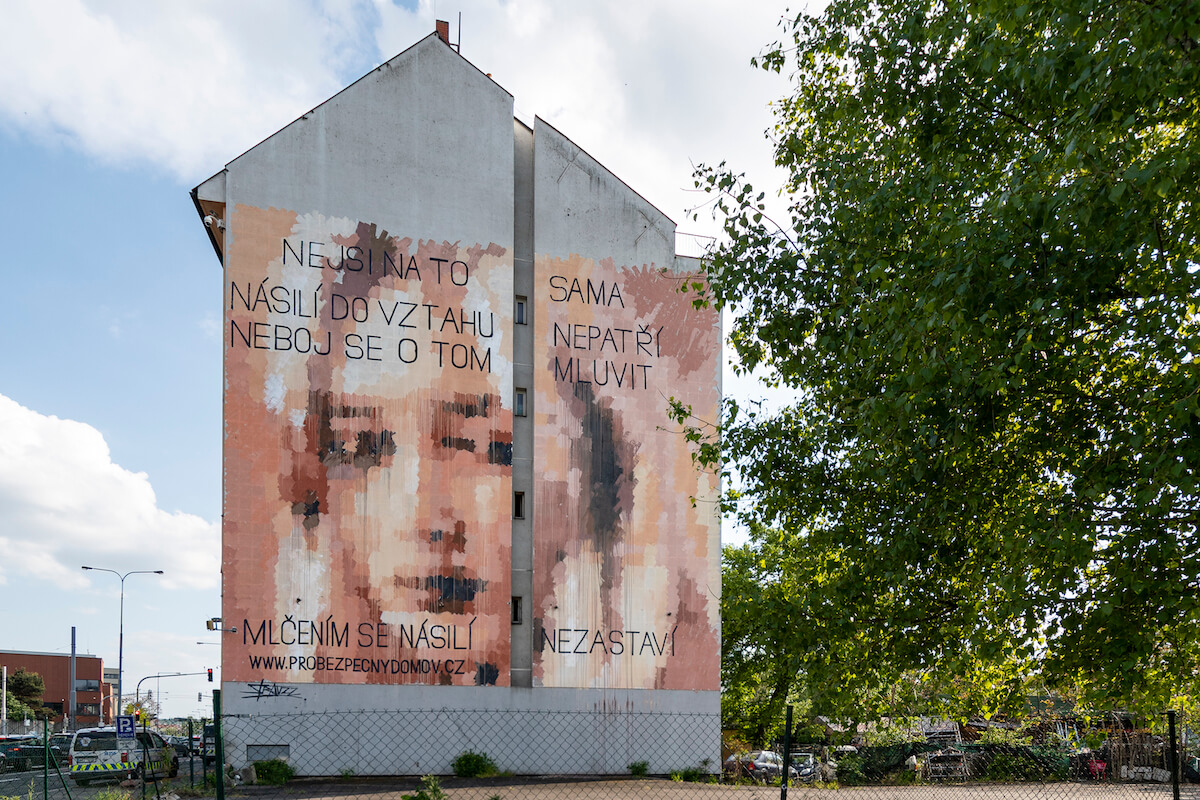 NEJSI NA TO SAMA
NÁSILÍ DO VZTAHU NEPATŘÍ
NEBOJ SE O TOM MLUVIT
MLČENÍM SE NÁSILÍ NEZASTAVÍ
WWW.PROBEZPECNYDOMOV.CZ
P